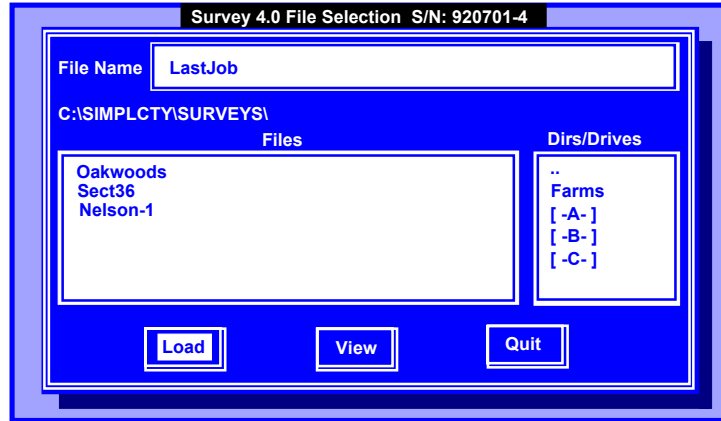 Survey 4.0 File Selection  S/N: 920701-4
File Name LastJob
C:\SIMPLCTY\SURVEYS\
Files Dirs/Drives
Oakwoods ..
Sect36 Farms
Nelson-1 [ -A- ]
[ -B- ]
[ -C- ]
Load View Quit